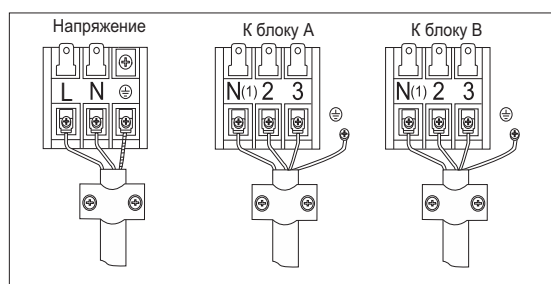 Напряжение
К блоку А
К блоку В
L N
N(1) 2 3
N(1) 2 3